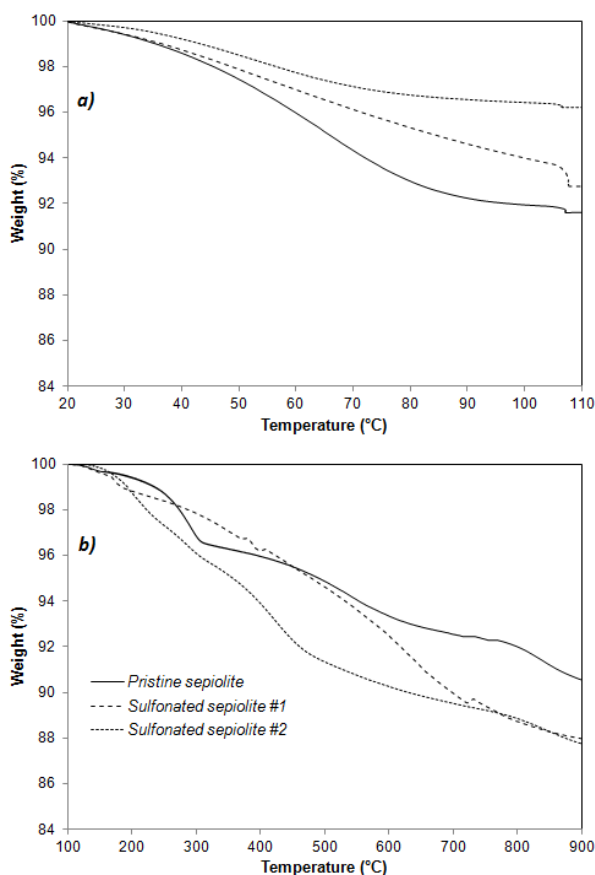 100
98
96
94
92
90
88
86
84
Weight (%)
a)
20 30 40 50 60 70 80 90 100 110
Temperature (°C)
100
98
96
94
92
90
88
86
84
Weight (%)
b)
Pristine sepiolite
Sulfonated sepiolite #1
Sulfonated sepiolite #2
100 200 300 400 500 600 700 800 900
Temperature (°C)